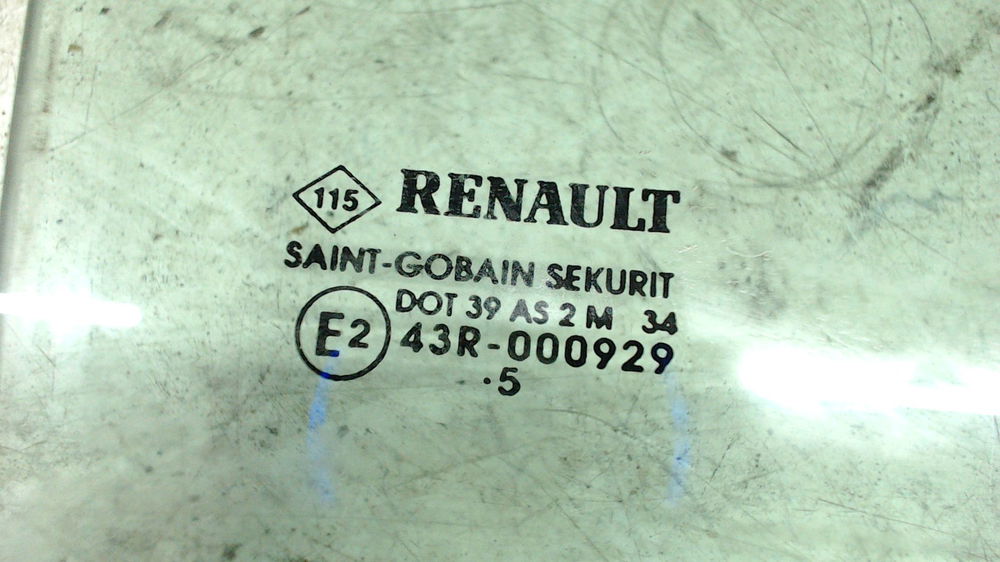 115 RENAULT
SAINT-GOBAIN SEKURIT
DOT 39 AS 2 M 34
E2 43R-000929
.5